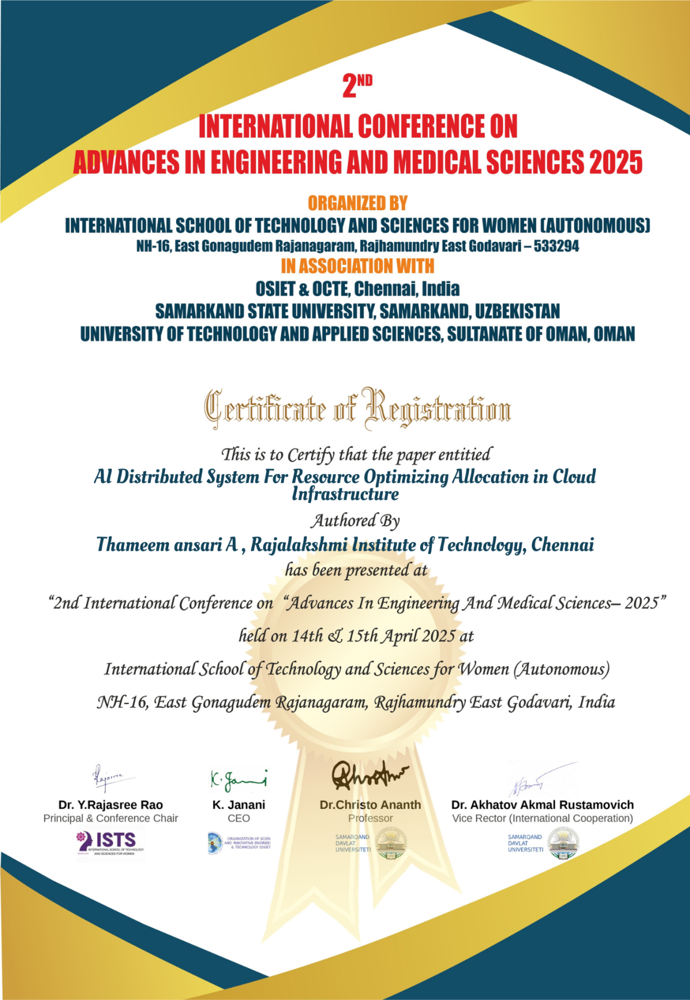 2ND
INTERNATIONAL CONFERENCE ON
ADVANCES IN ENGINEERING AND MEDICAL SCIENCES 2025
ORGANIZED BY
INTERNATIONAL SCHOOL OF TECHNOLOGY AND SCIENCES FOR WOMEN (AUTONOMOUS)
NH-16, East Gonagudem Rajanagaram, Rajhamundry East Godavari – 533294
IN ASSOCIATION WITH
OSIET & OCTE, Chennai, India
SAMARKAND STATE UNIVERSITY, SAMARKAND, UZBEKISTAN
UNIVERSITY OF TECHNOLOGY AND APPLIED SCIENCES, SULTANATE OF OMAN, OMAN
Certificate of Registration
This is to Certify that the paper entitied
AI Distributed System For Resource Optimizing Allocation in Cloud
Infrastructure
Authored By
Thameem ansari A , Rajalakshmi Institute of Technology, Chennai
has been presented at
“2nd International Conference on “Advances In Engineering And Medical Sciences– 2025”
held on 14th & 15th April 2025 at
International School of Technology and Sciences for Women (Autonomous)
NH-16, East Gonagudem Rajanagaram, Rajhamundry East Godavari, India
Rajasree K. Jani
Dr. Y.Rajasree Rao K. Janani Dr.Christo Ananth Dr. Akhatov Akmal Rustamovich
Principal & Conference Chair CEO Professor Vice Rector (International Cooperation)
ISTS
INTERNATIONAL SCHOOL OF TECHNOLOGY
AND SCIENCES FOR WOMEN
ORGANIZATION OF SCIEN
AND INNOVATIVE ENGINEEI
& TECHNOLOGY (OSIET
SAMARQAND
DAVLAT
UNIVERSITETI
SAMARQAND
DAVLAT
UNIVERSITETI